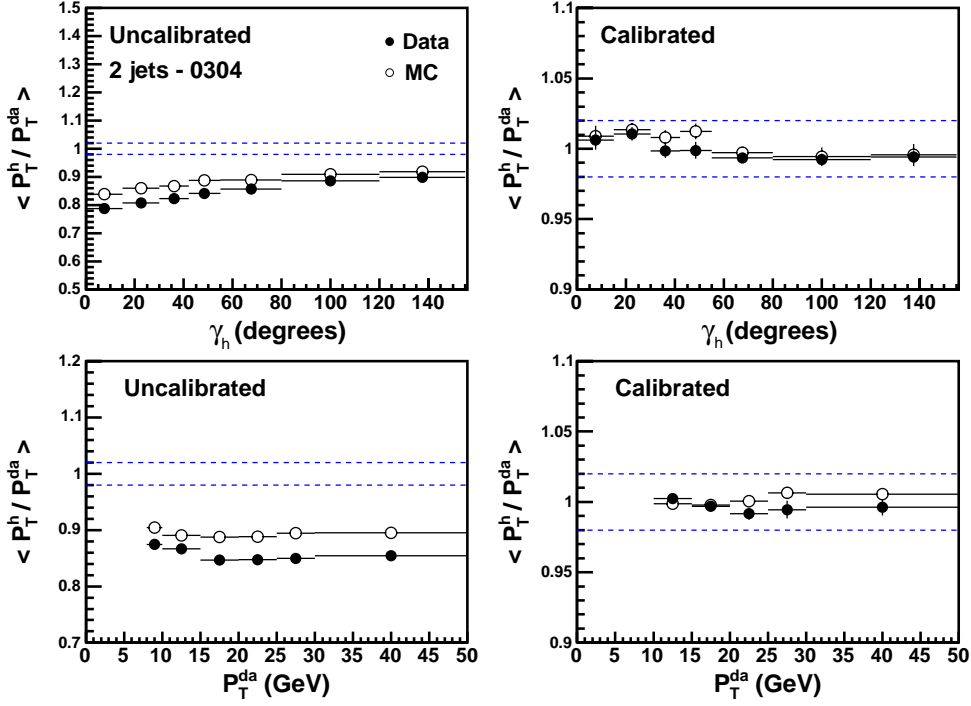 Uncalibrated
2 jets - 0304
Data
MC
1.5
1.4
1.3
1.2
1.1
1
0.9
0.8
0.7
0.6
0.5
< P_T^h / P_T^da >
0 20 40 60 80 100 120 140
γ_h (degrees)
Calibrated
1.1
1.05
1
0.95
0.9
< P_T^h / P_T^da >
0 20 40 60 80 100 120 140
γ_h (degrees)
Uncalibrated
1.2
1.1
1
0.9
0.8
0.7
< P_T^h / P_T^da >
0 5 10 15 20 25 30 35 40 45 50
P_T^da (GeV)
Calibrated
1.1
1.05
1
0.95
0.9
< P_T^h / P_T^da >
0 5 10 15 20 25 30 35 40 45 50
P_T^da (GeV)